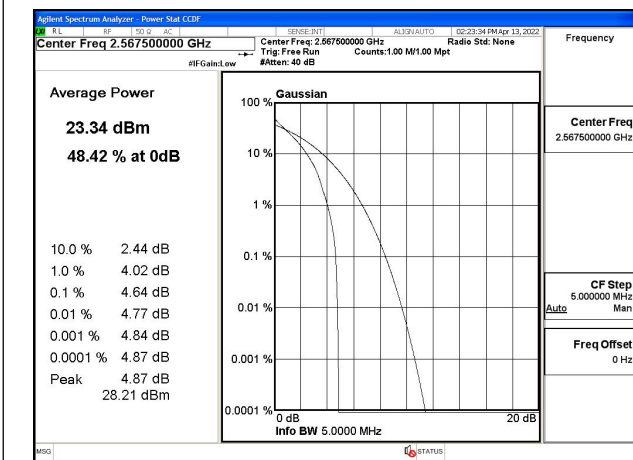 Agilent Spectrum Analyzer - Power Stat CCDF
LXI RL RF 50 Ω AC SENSE:INT ALIGNAUTO 02:23:34 PM Apr 13, 2022
Center Freq 2.567500000 GHz
Center Freq: 2.567500000 GHz Radio Std: None
Trig: Free Run Counts:1.00 M/1.00 Mpt
#IFGain:Low #Atten: 40 dB
Frequency
Average Power
23.34 dBm
48.42 % at 0dB
10.0 % 2.44 dB
1.0 % 4.02 dB
0.1 % 4.64 dB
0.01 % 4.77 dB
0.001 % 4.84 dB
0.0001 % 4.87 dB
Peak 4.87 dB
28.21 dBm
Gaussian
100 %
10 %
1 %
0.1 %
0.01 %
0.001 %
0.0001 %
0 dB 20 dB
Info BW 5.0000 MHz
Center Freq
2.567500000 GHz
CF Step
5.000000 MHz
Auto Man
Freq Offset
0 Hz
MSG STATUS